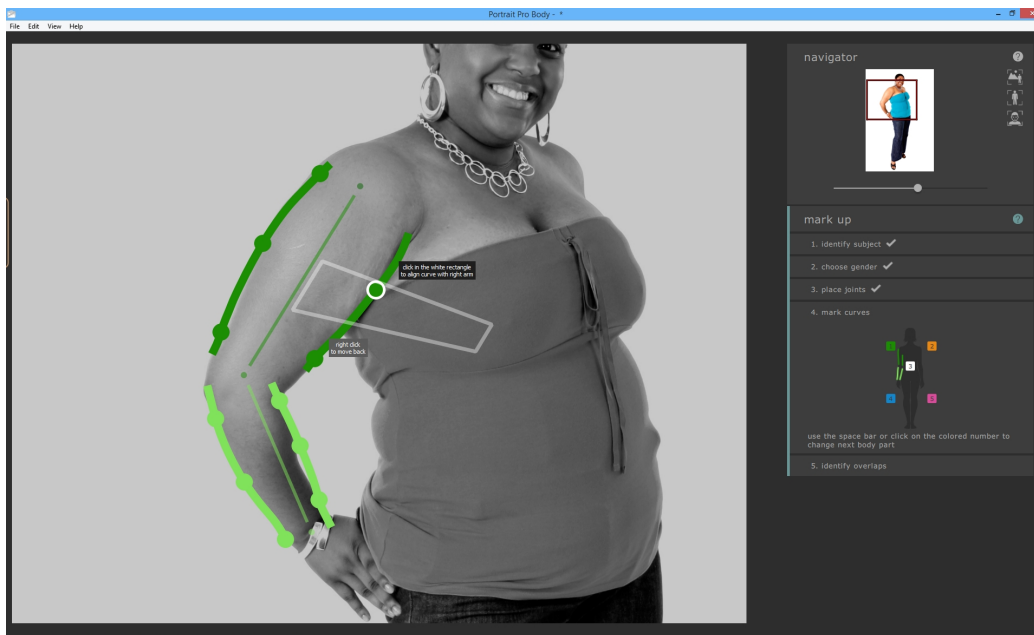 Portrait Pro Body - *
File Edit View Help
navigator
?
mark up
?
1. identify subject
2. choose gender
3. place joints
4. mark curves
1
2
3
4
5
use the space bar or click on the colored number to
change next body part
5. identify overlaps
click in the white rectangle
to align curve with right arm
right click
to move back